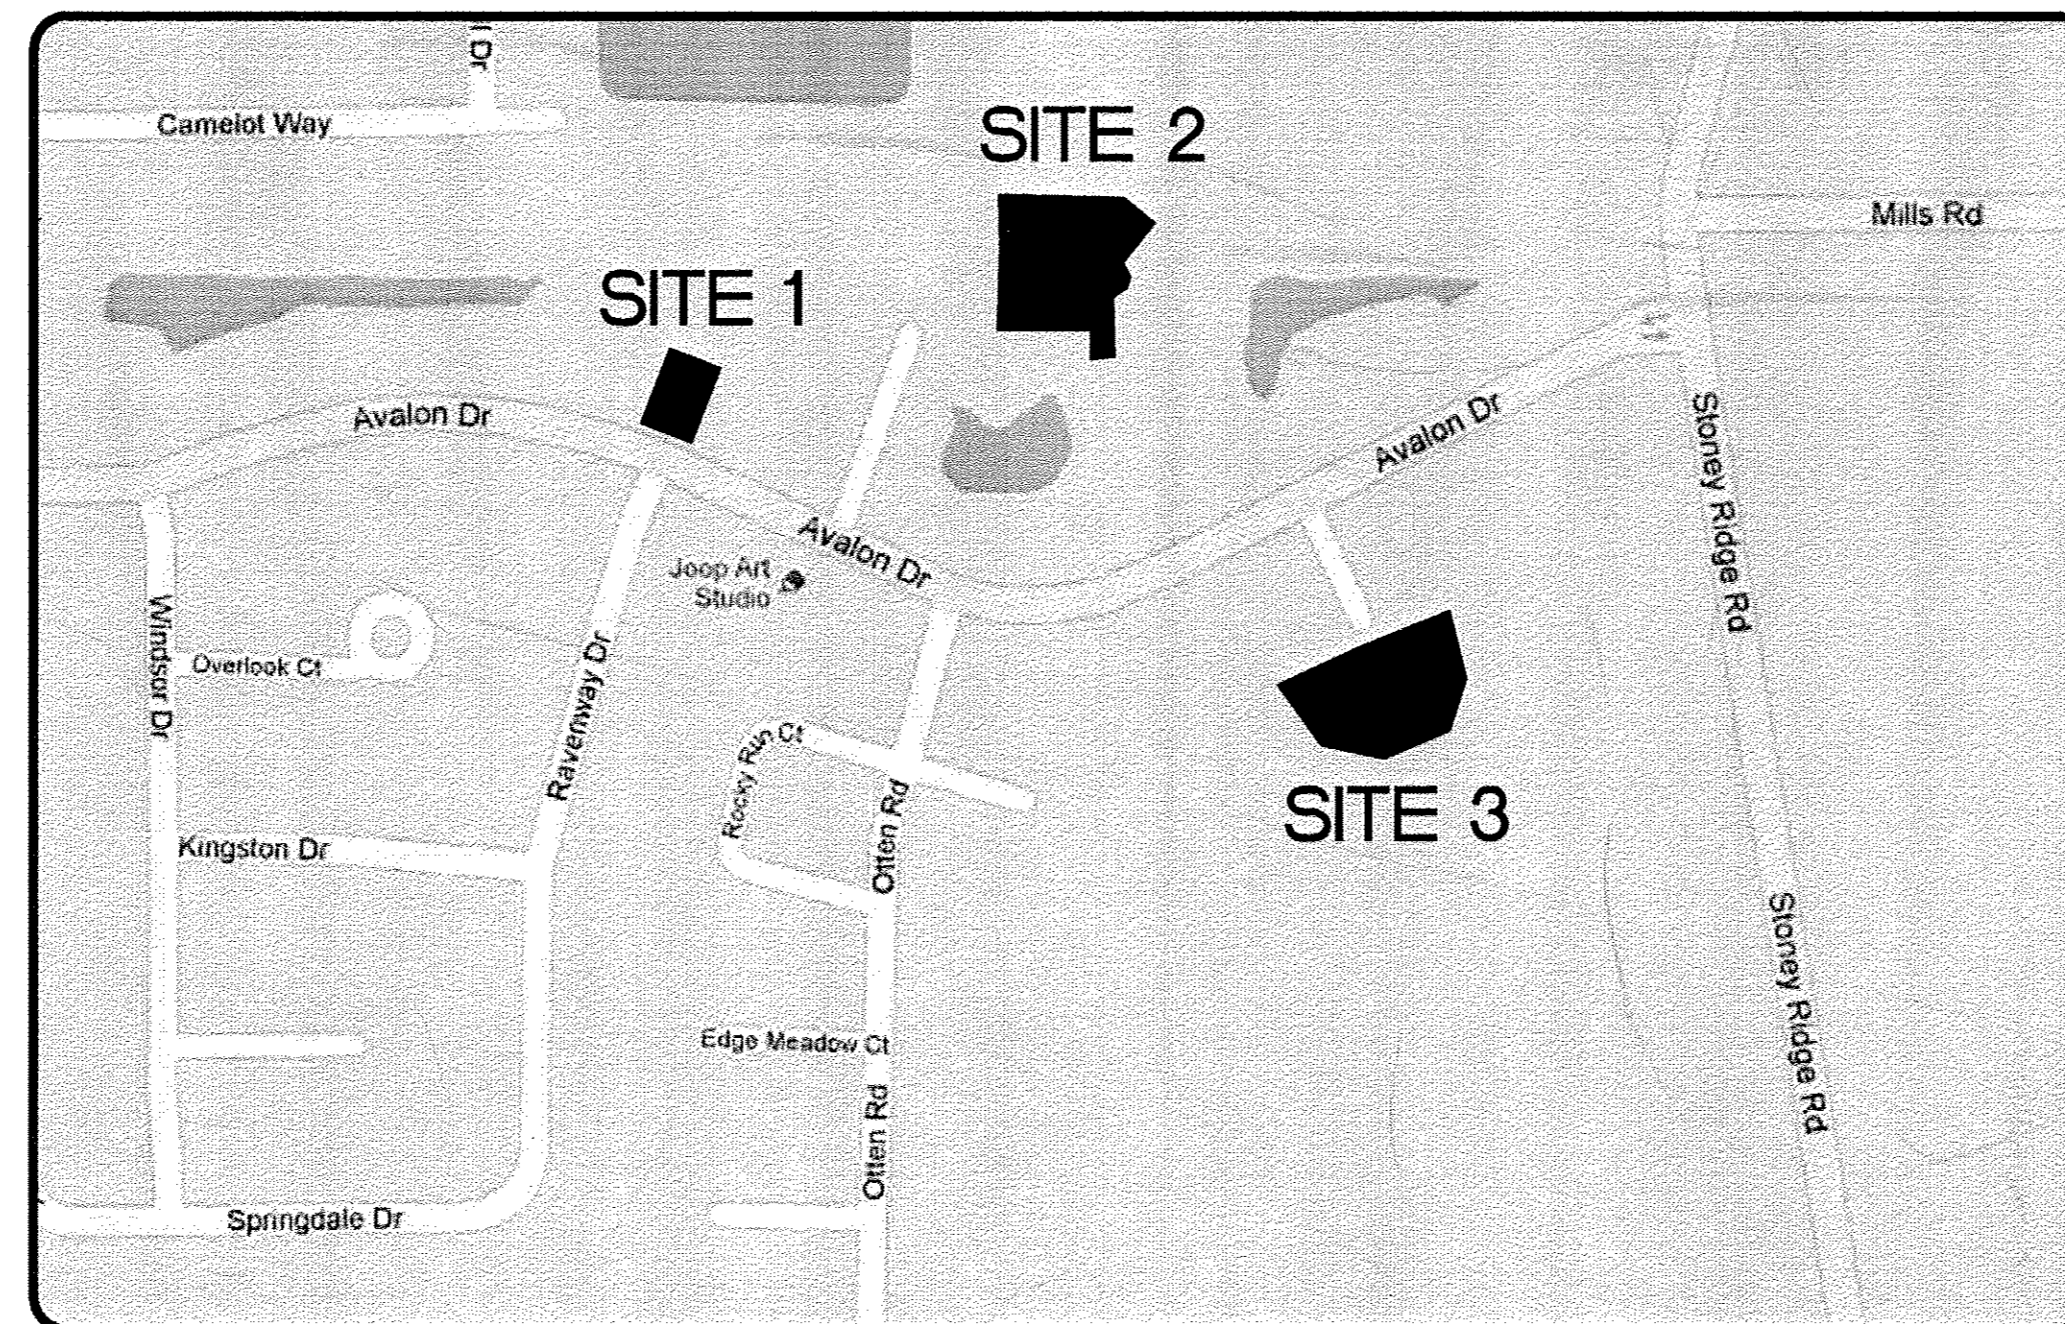 Dr
Camelot Way
SITE 2
Mills Rd
SITE 1
Avalon Dr
Avalon Dr
Stoney Ridge Rd
Avalon Dr
Joop Art
Studio
Windsor Dr
Overlook Ct
Ravenway Dr
Rocky Run Ct
Otten Rd
SITE 3
Kingston Dr
Stoney Ridge Rd
Edge Meadow Ct
Otten Rd
Springdale Dr